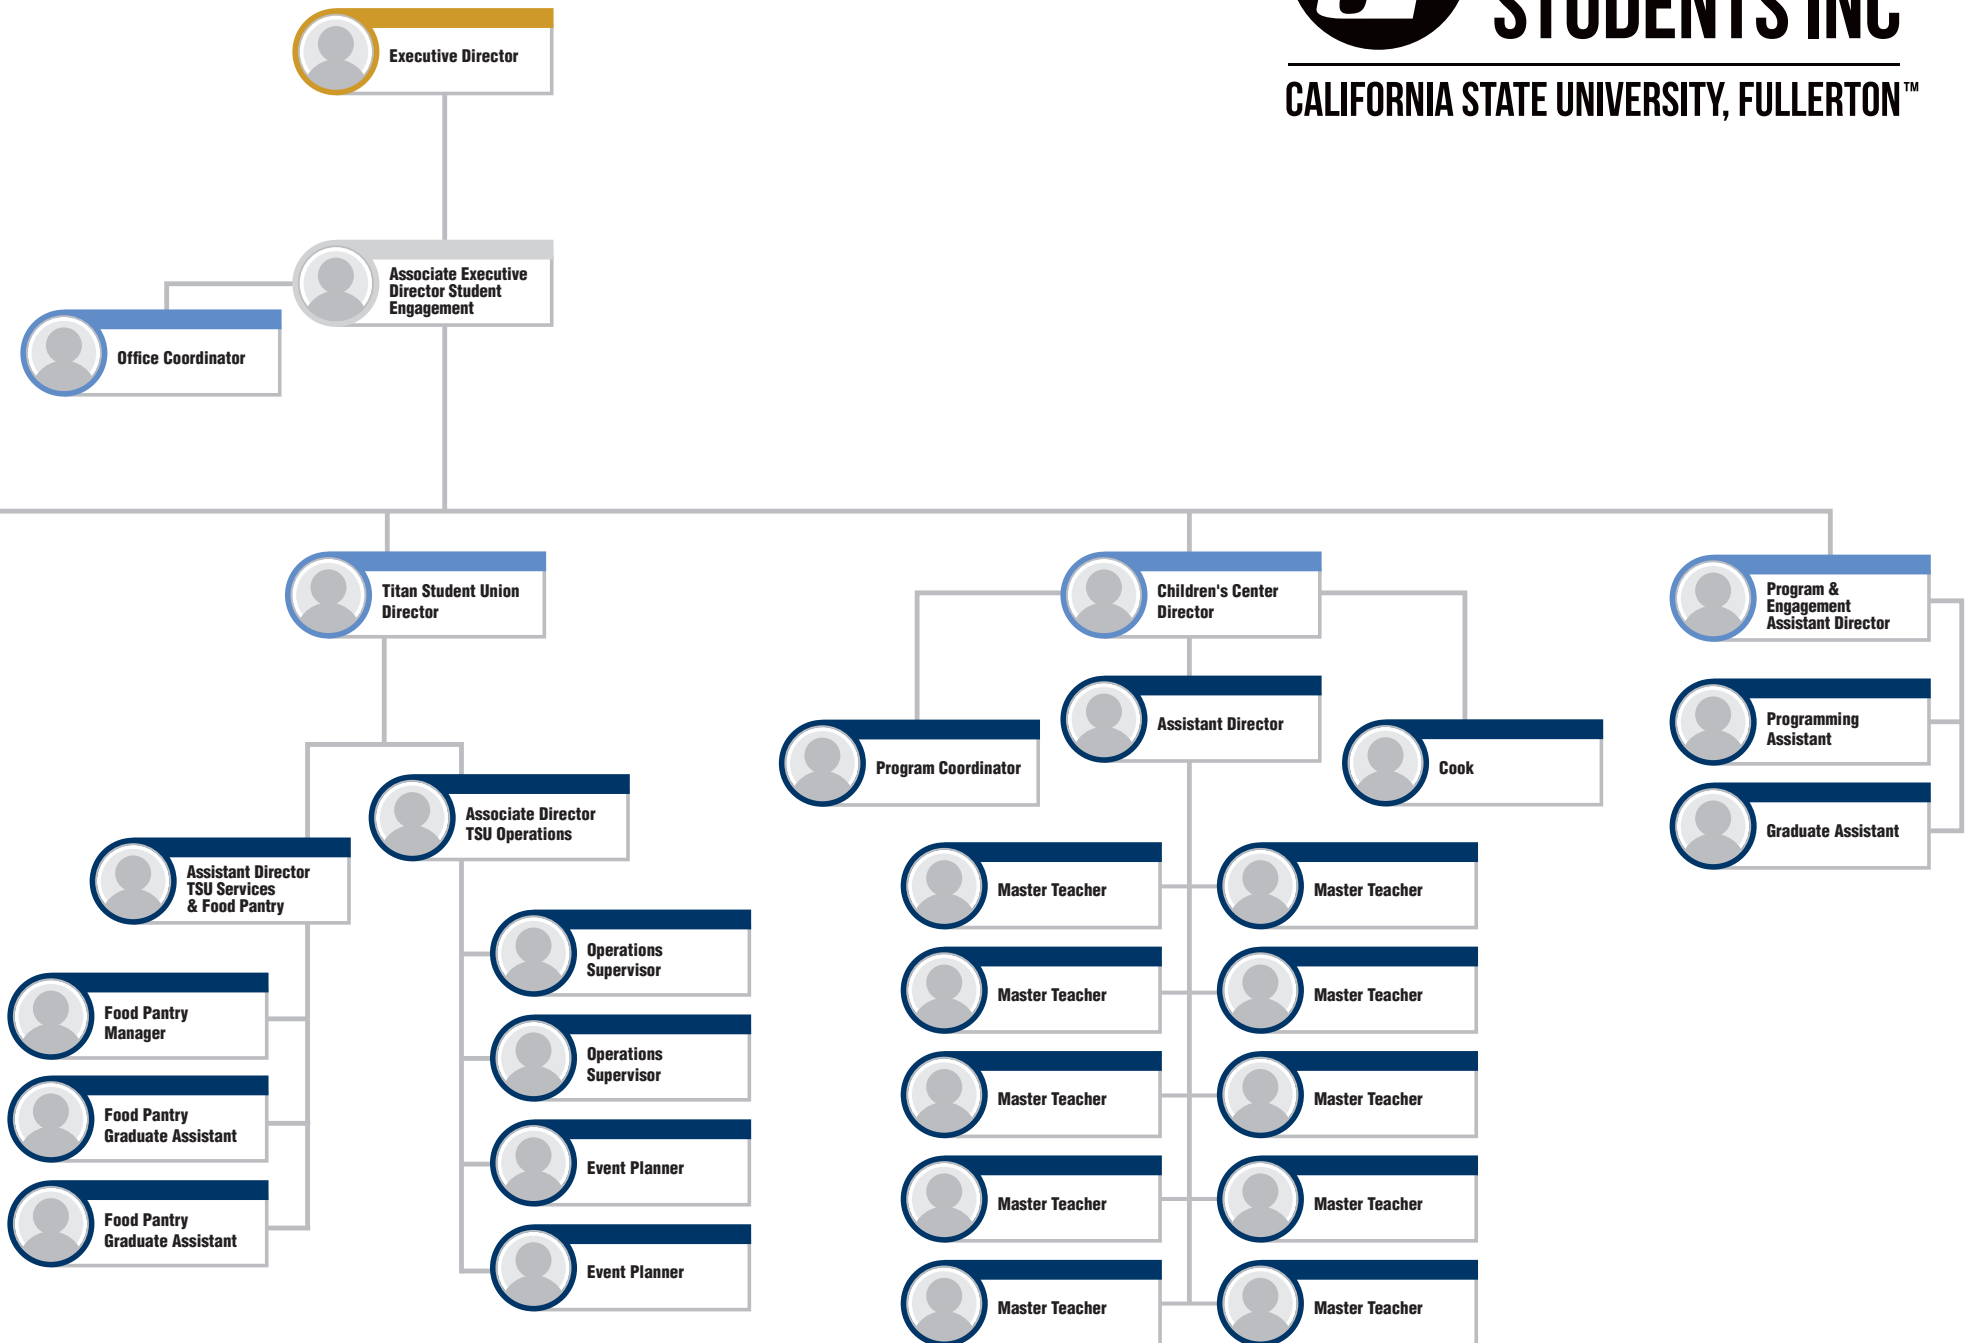 STUDENTS INC
CALIFORNIA STATE UNIVERSITY, FULLERTON™
Executive Director
Associate Executive
Director Student
Engagement
Office Coordinator
Titan Student Union
Director
Associate Director
TSU Operations
Assistant Director
TSU Services
& Food Pantry
Food Pantry
Manager
Food Pantry
Graduate Assistant
Food Pantry
Graduate Assistant
Operations
Supervisor
Operations
Supervisor
Event Planner
Event Planner
Children's Center
Director
Program Coordinator
Assistant Director
Cook
Master Teacher
Master Teacher
Master Teacher
Master Teacher
Master Teacher
Master Teacher
Master Teacher
Master Teacher
Master Teacher
Master Teacher
Program &
Engagement
Assistant Director
Programming
Assistant
Graduate Assistant